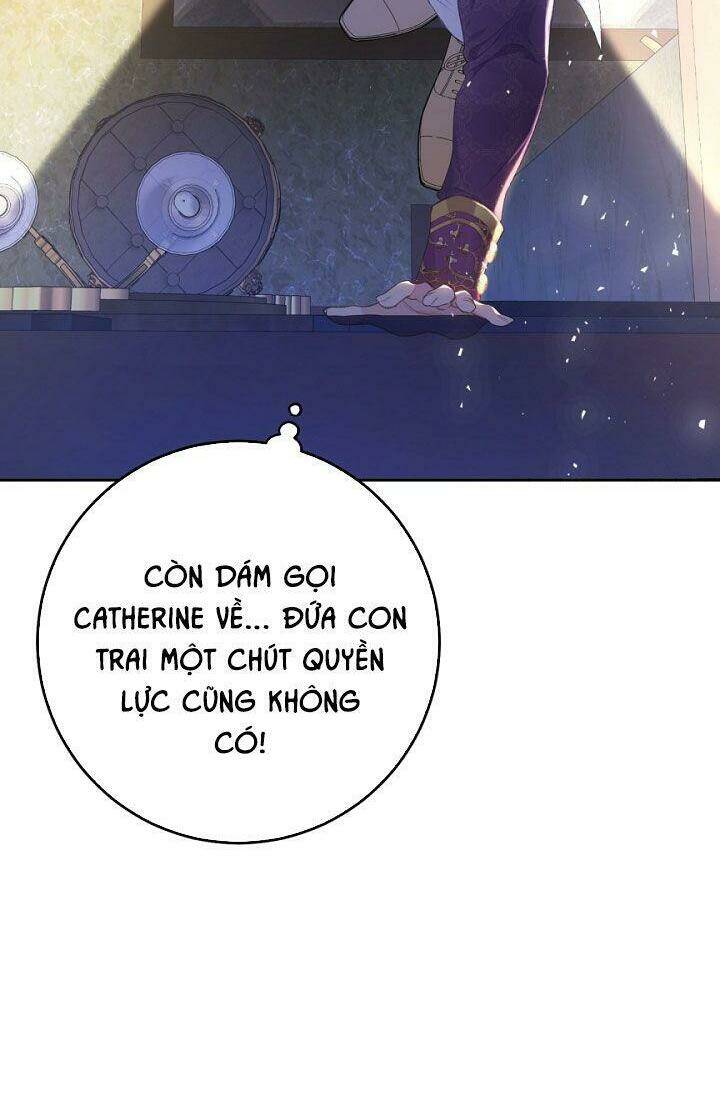 CÒN DÁM GỌI
CATHERINE VỀ... ĐỨA CON
TRAI MỘT CHÚT QUYỀN
LỰC CŨNG KHÔNG
CÓ!